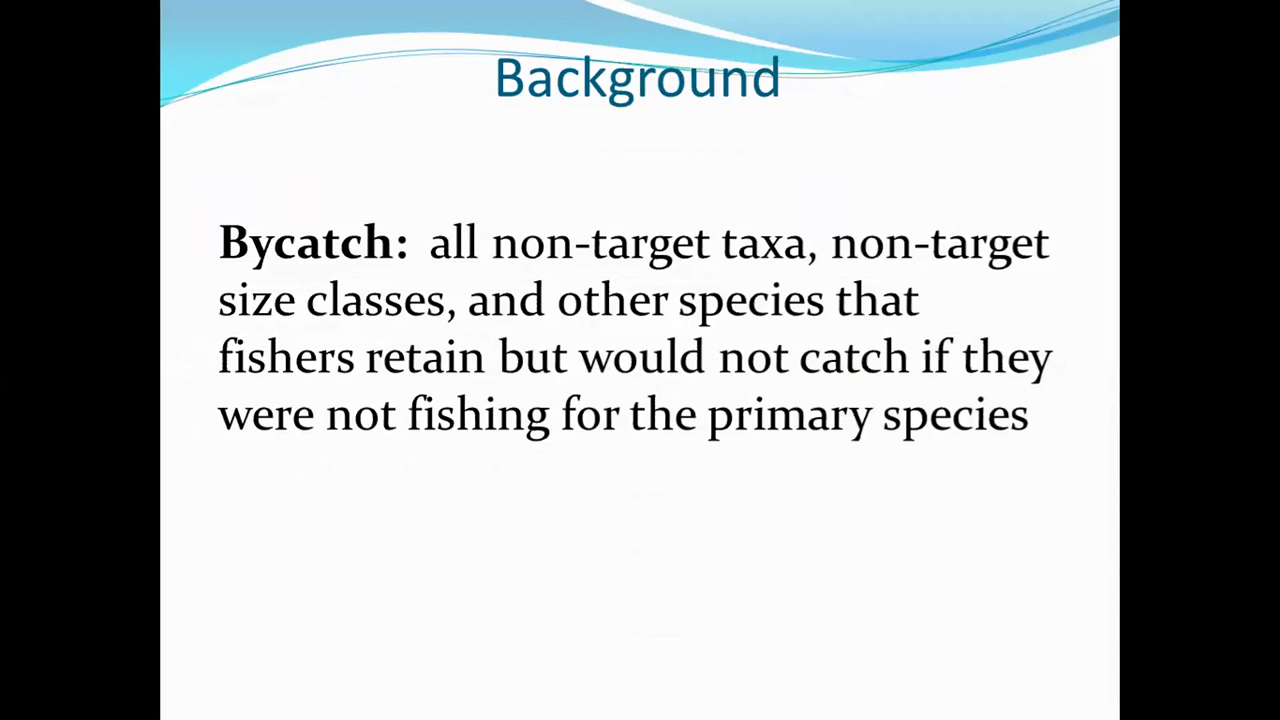 Background
Bycatch: all non-target taxa, non-target
size classes, and other species that
fishers retain but would not catch if they
were not fishing for the primary species